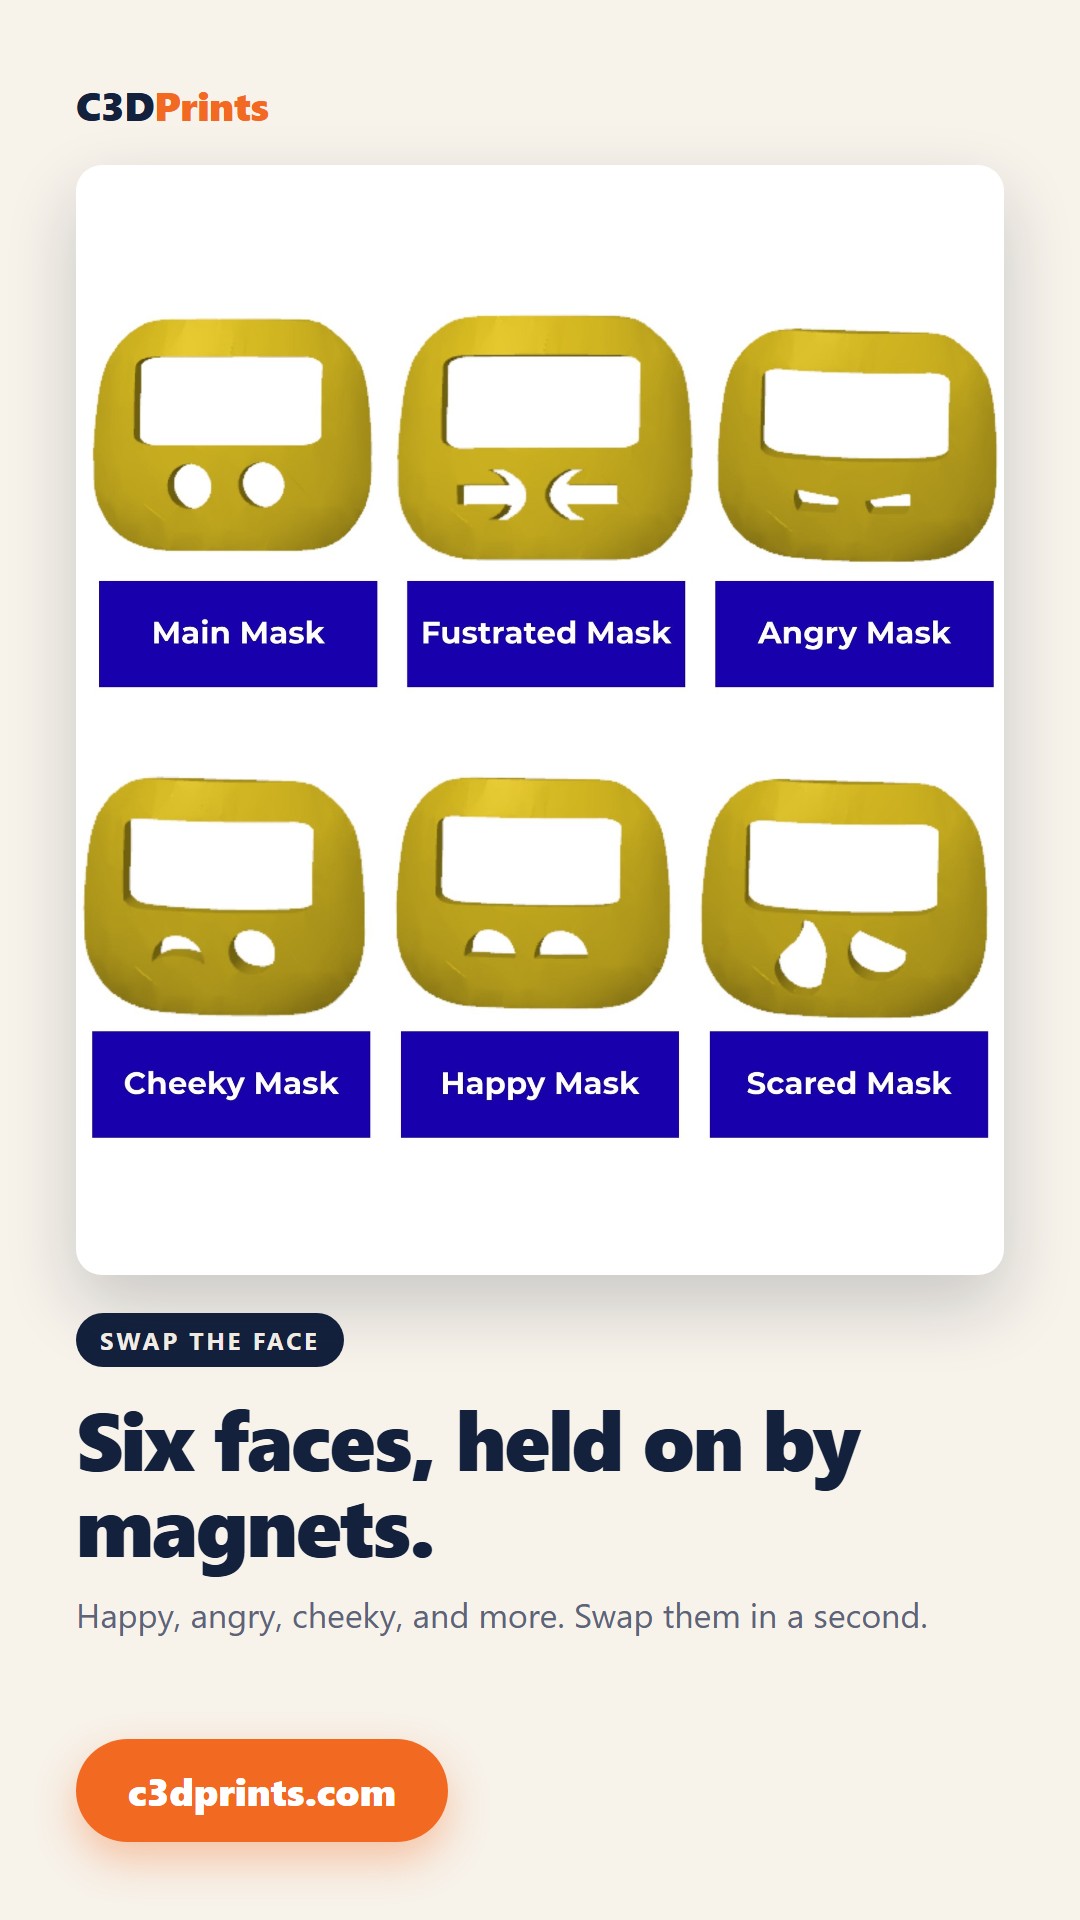 C3DPrints
Main Mask
Fustrated Mask
Angry Mask
Cheeky Mask
Happy Mask
Scared Mask
SWAP THE FACE
Six faces, held on by
magnets.
Happy, angry, cheeky, and more. Swap them in a second.
c3dprints.com